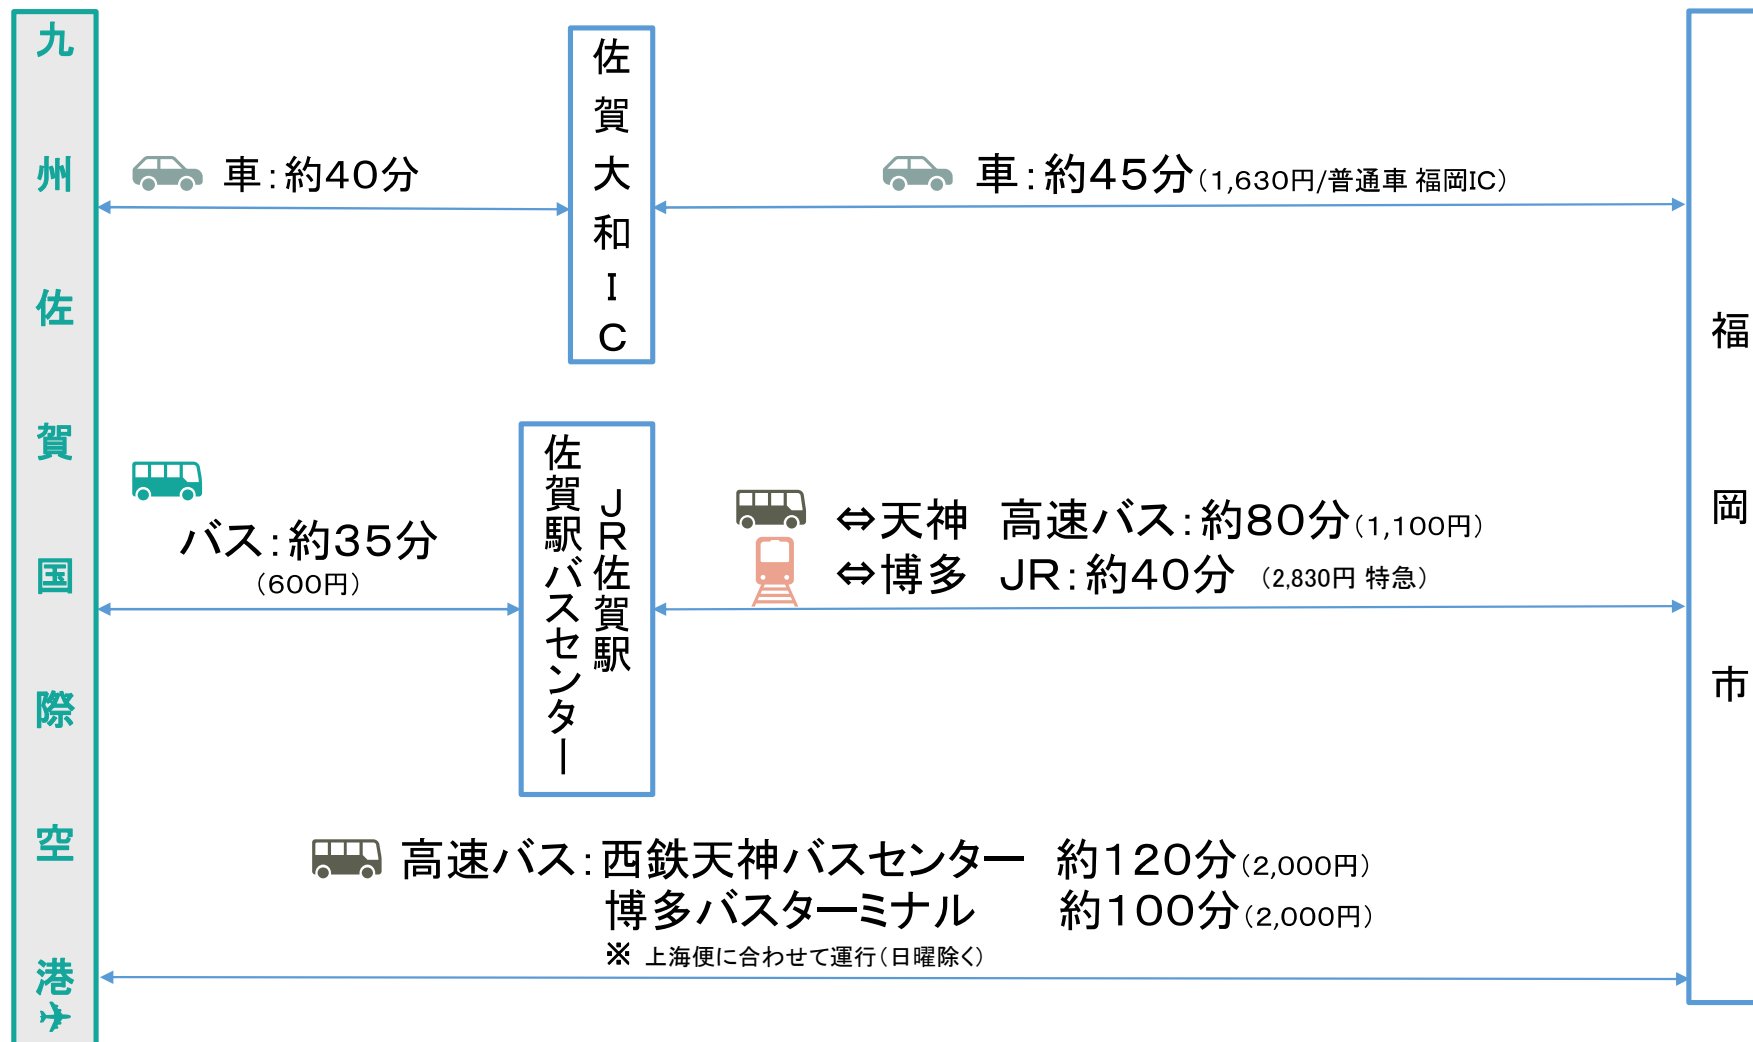 九州佐賀国際空港
車：約40分
佐賀大和IC
車：約45分（1,630円/普通車 福岡IC）
バス：約35分
（600円）
JR佐賀駅
佐賀駅バスセンター
⇔天神　高速バス：約80分（1,100円）
⇔博多　JR：約40分　（2,830円 特急）
高速バス：西鉄天神バスセンター　約120分（2,000円）
博多バスターミナル　約100分（2,000円）
※ 上海便に合わせて運行（日曜除く）
福岡市